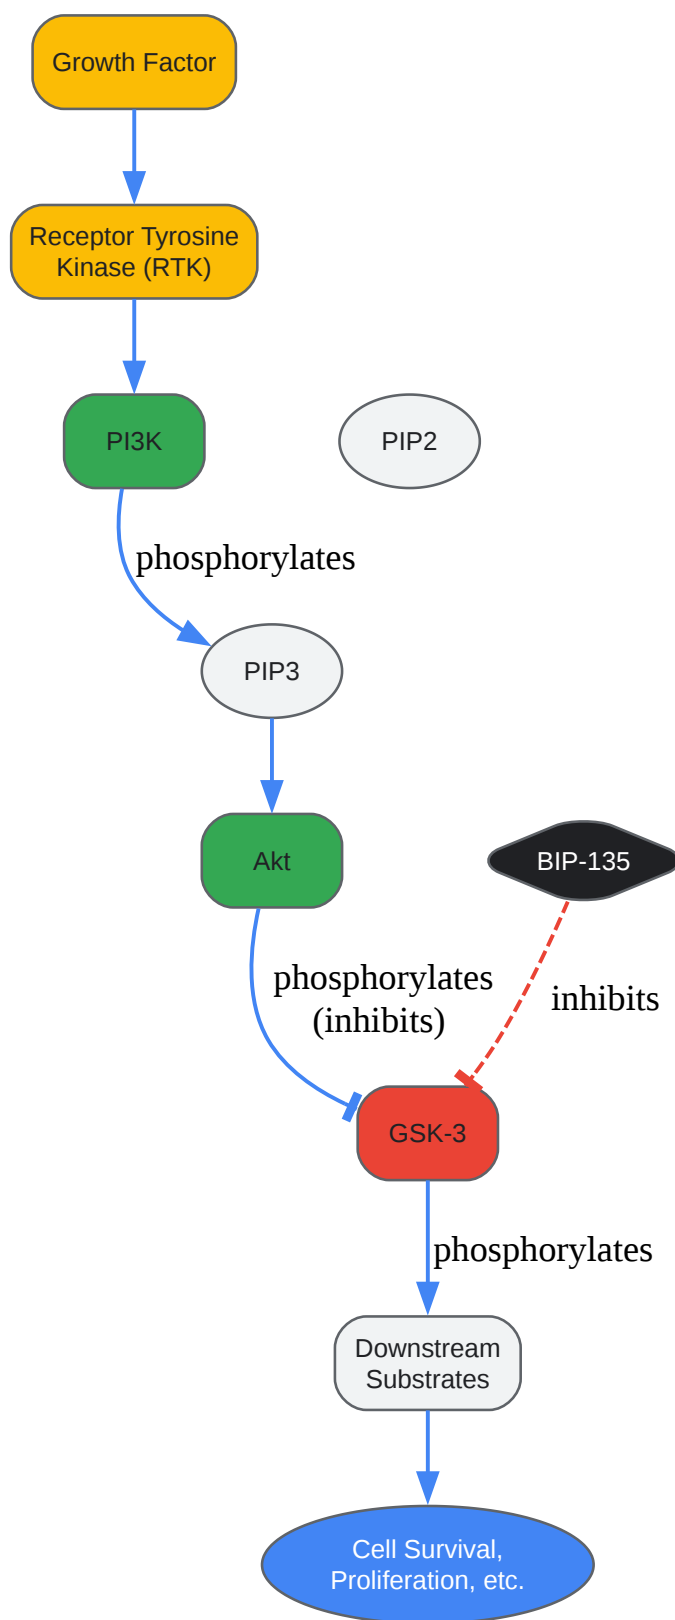 Growth Factor
Receptor Tyrosine
Kinase (RTK)
PI3K
PIP2
phosphorylates
PIP3
Akt
BIP-135
phosphorylates
(inhibits)
inhibits
GSK-3
phosphorylates
Downstream
Substrates
Cell Survival,
Proliferation, etc.